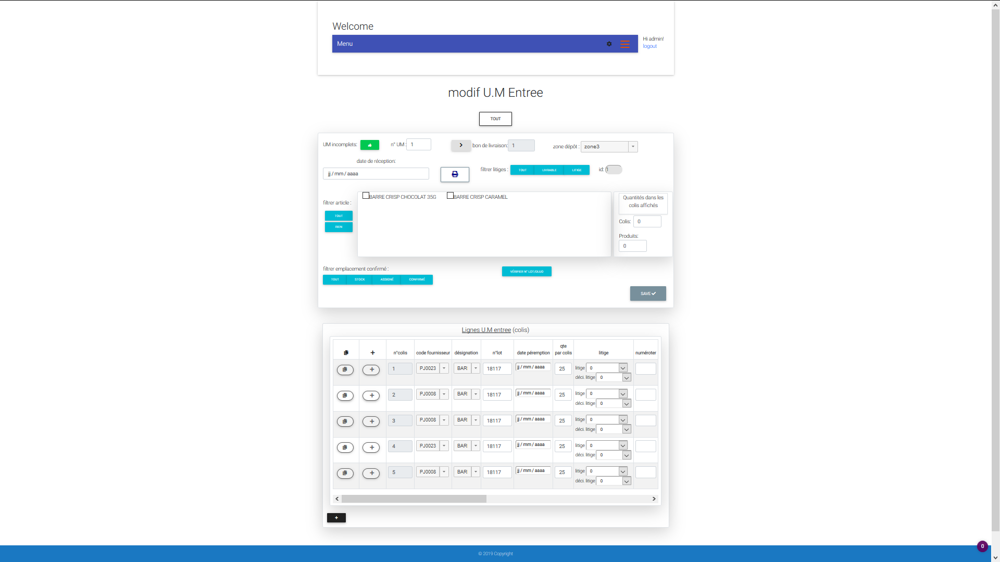 Welcome
Menu
Hi admin!
logout
modif U.M Entree
TOUT
UM incomplets:
n° UM : 1
bon de livraison: 1
zone dépôt : zone3
date de réception:
jj / mm / aaaa
filtrer litiges : TOUT LIVRABLE LITIGE
id: 1
filtrer article :
TOUT
RIEN
BARRE CRISP CHOCOLAT 35G BARRE CRISP CARAMEL
Quantités dans les
colis affichés
Colis: 0
Produits:
0
filtrer emplacement confirmé :
TOUT STOCK ASSIGNÉ CONFIRMÉ
VÉRIFIER N° LOT/DLUO
SAVE
Lignes U.M entree (colis)
n°colis code fournisseur désignation n°lot date péremption qte par colis litige numéroter
1 PJ0023 BAR 18117 jj / mm / aaaa 25 litige 0
déci. litige 0
2 PJ0008 BAR 18117 jj / mm / aaaa 25 litige 0
déci. litige 0
3 PJ0008 BAR 18117 jj / mm / aaaa 25 litige 0
déci. litige 0
4 PJ0023 BAR 18117 jj / mm / aaaa 25 litige 0
déci. litige 0
5 PJ0008 BAR 18117 jj / mm / aaaa 25 litige 0
déci. litige 0
+
© 2019 Copyright
0